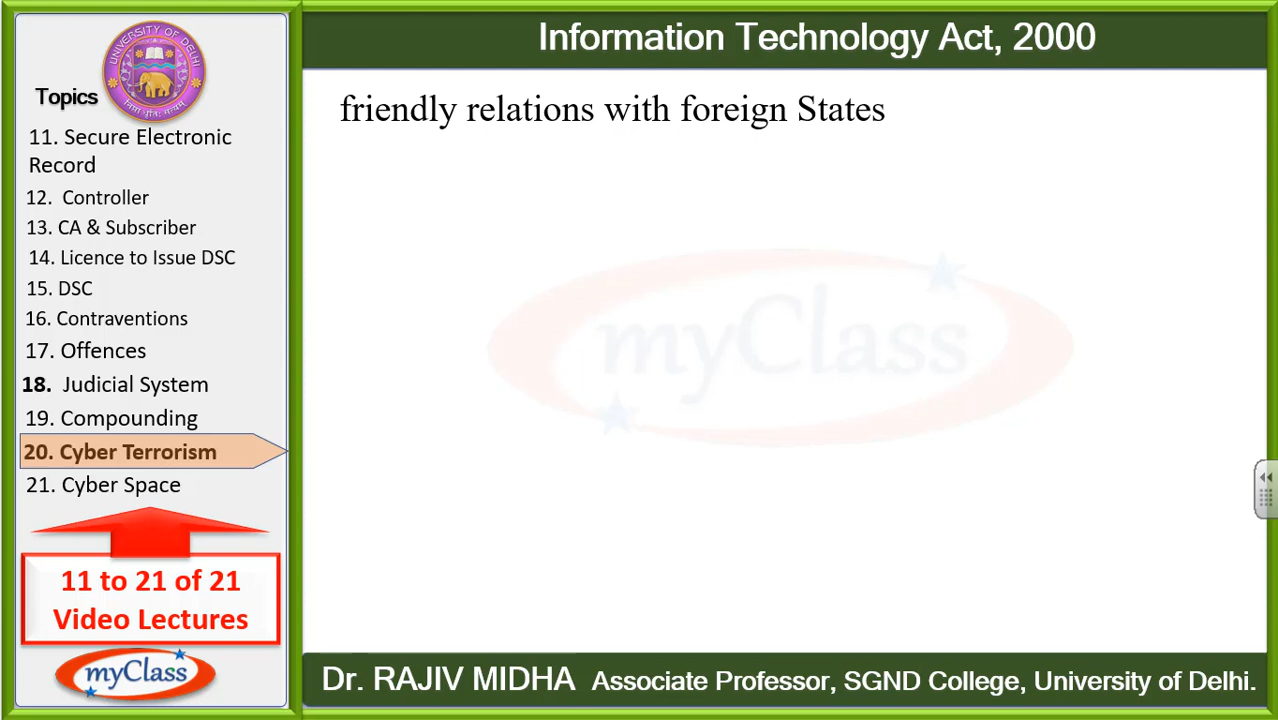 Information Technology Act, 2000
UNIVERSITY OF DELHI
Topics
11. Secure Electronic
Record
12. Controller
13. CA & Subscriber
14. Licence to Issue DSC
15. DSC
16. Contraventions
17. Offences
18. Judicial System
19. Compounding
20. Cyber Terrorism
21. Cyber Space
11 to 21 of 21
Video Lectures
myClass
friendly relations with foreign States
myClass
Dr. RAJIV MIDHA Associate Professor, SGND College, University of Delhi.